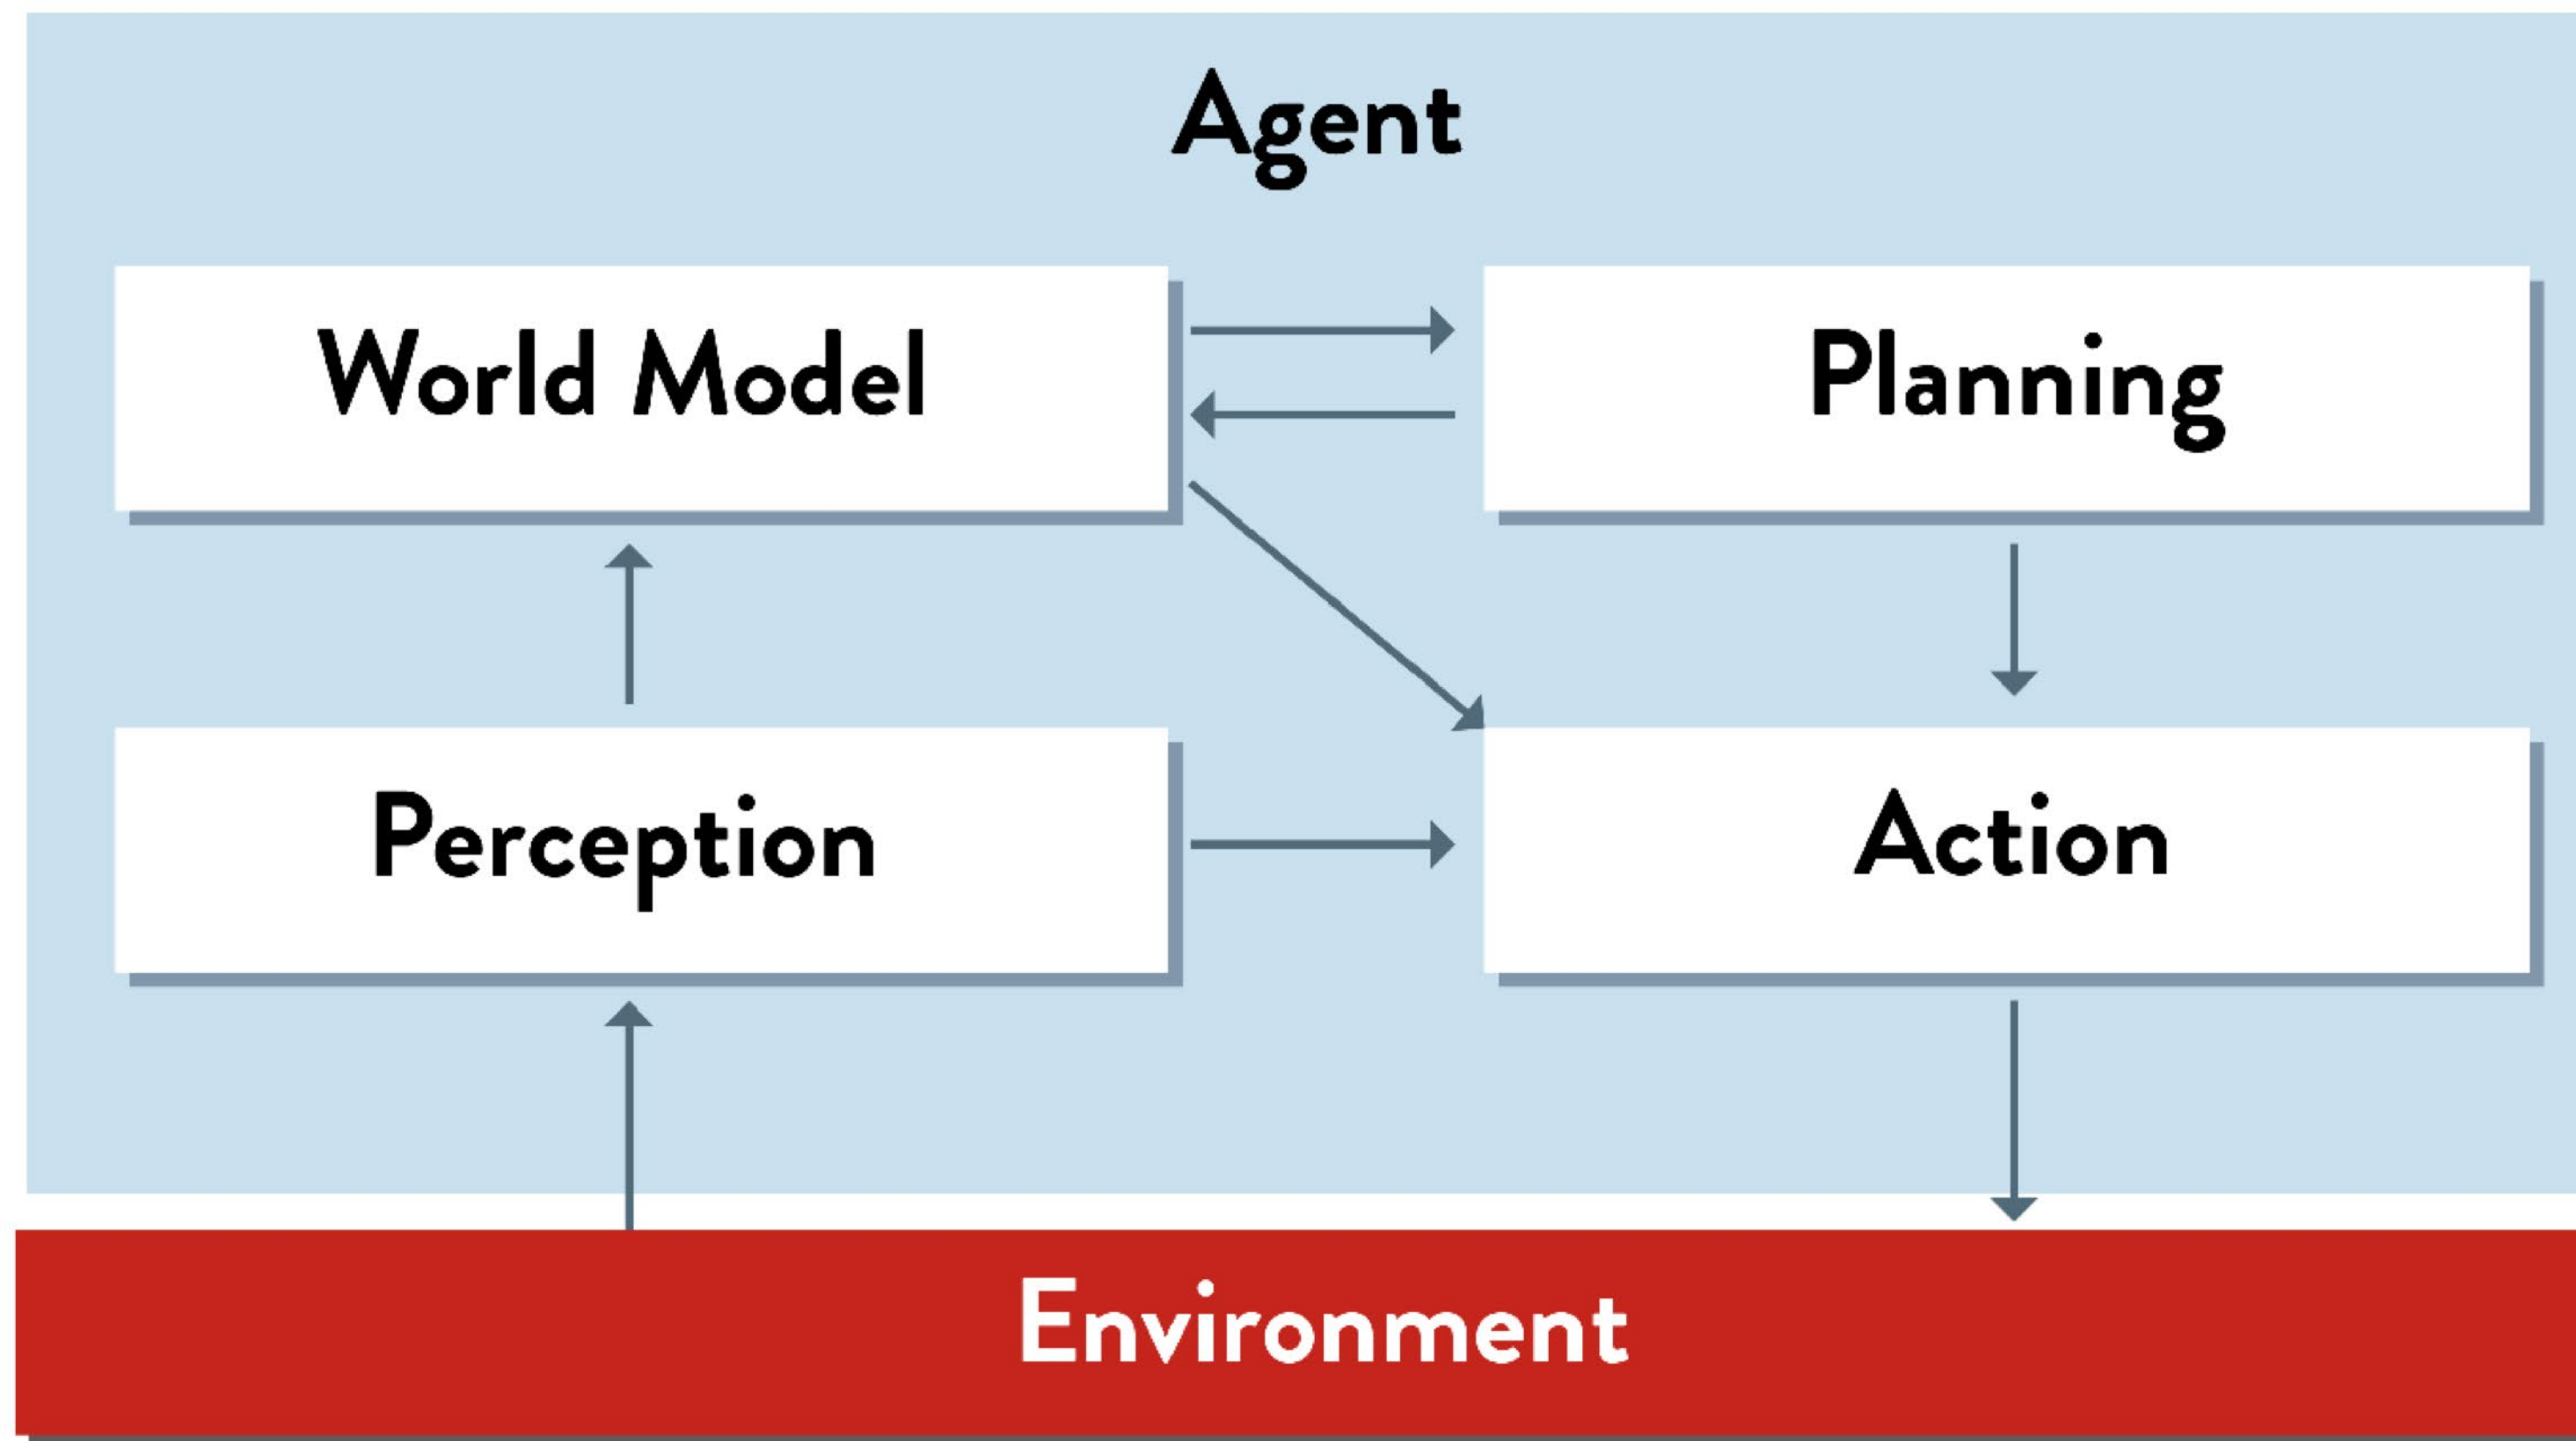 Agent
World Model
Planning
Perception
Action
Environment